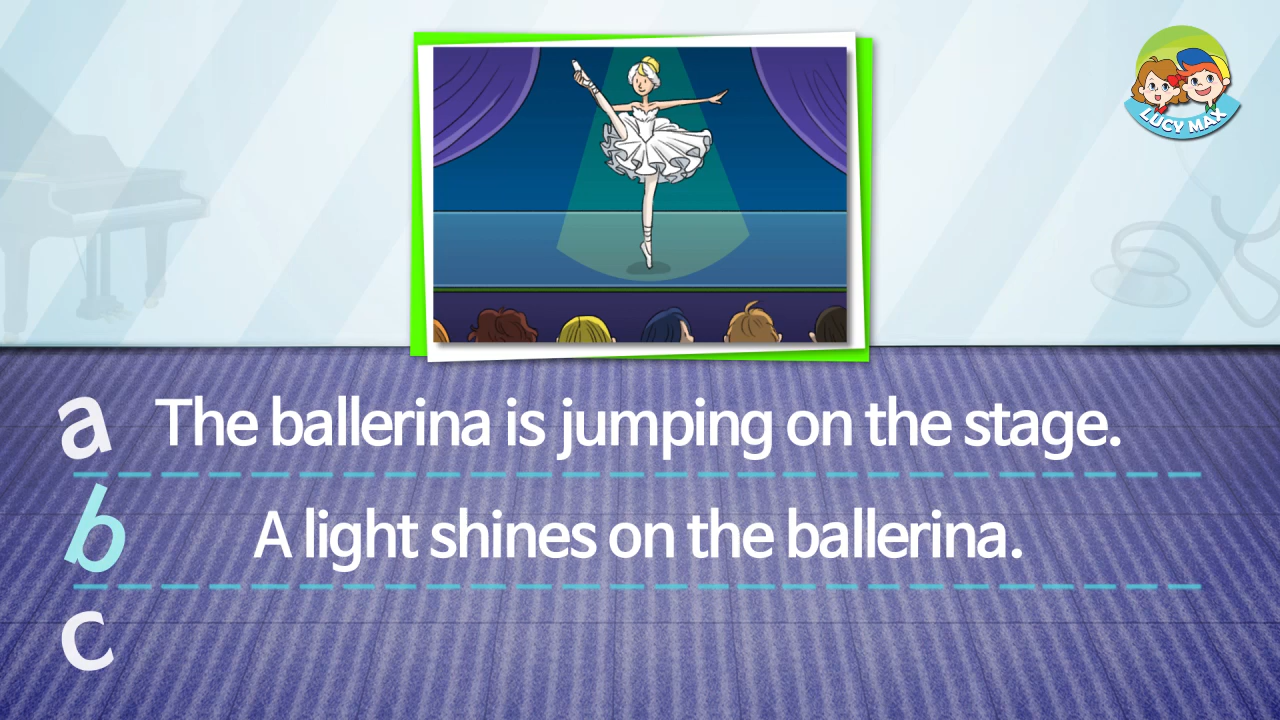 LUCY MAX
a The ballerina is jumping on the stage.
b A light shines on the ballerina.
c